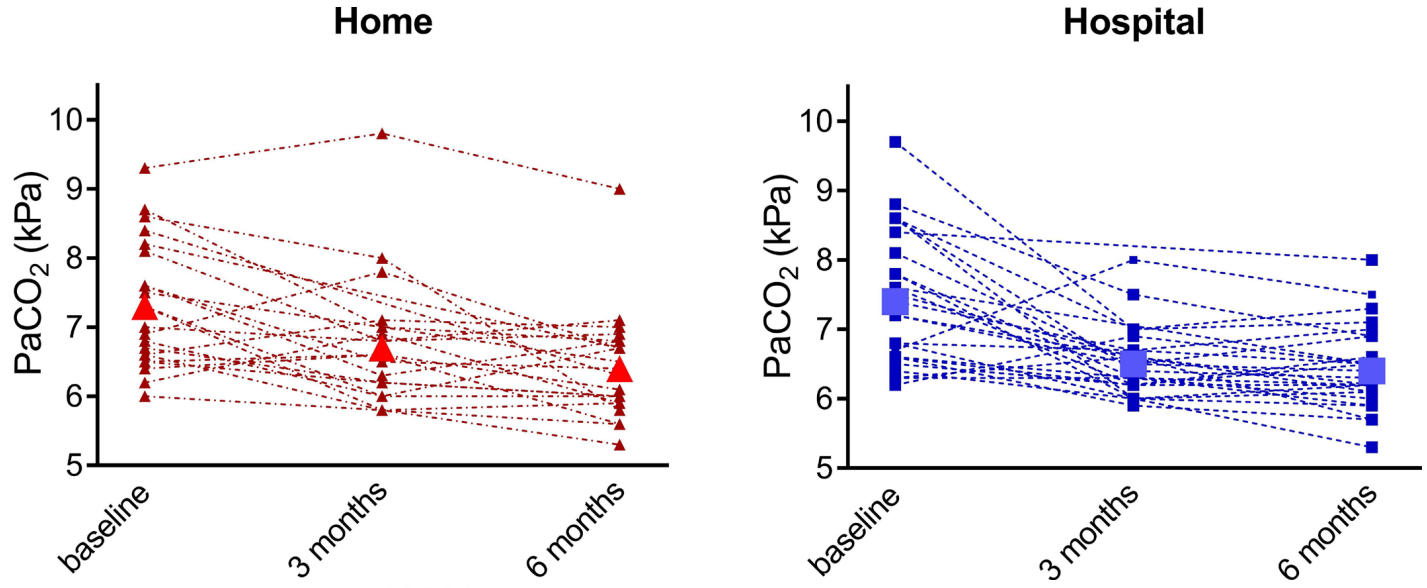 Home
PaCO₂ (kPa)
10
9
8
7
6
5
baseline
3 months
6 months
Hospital
PaCO₂ (kPa)
10
9
8
7
6
5
baseline
3 months
6 months